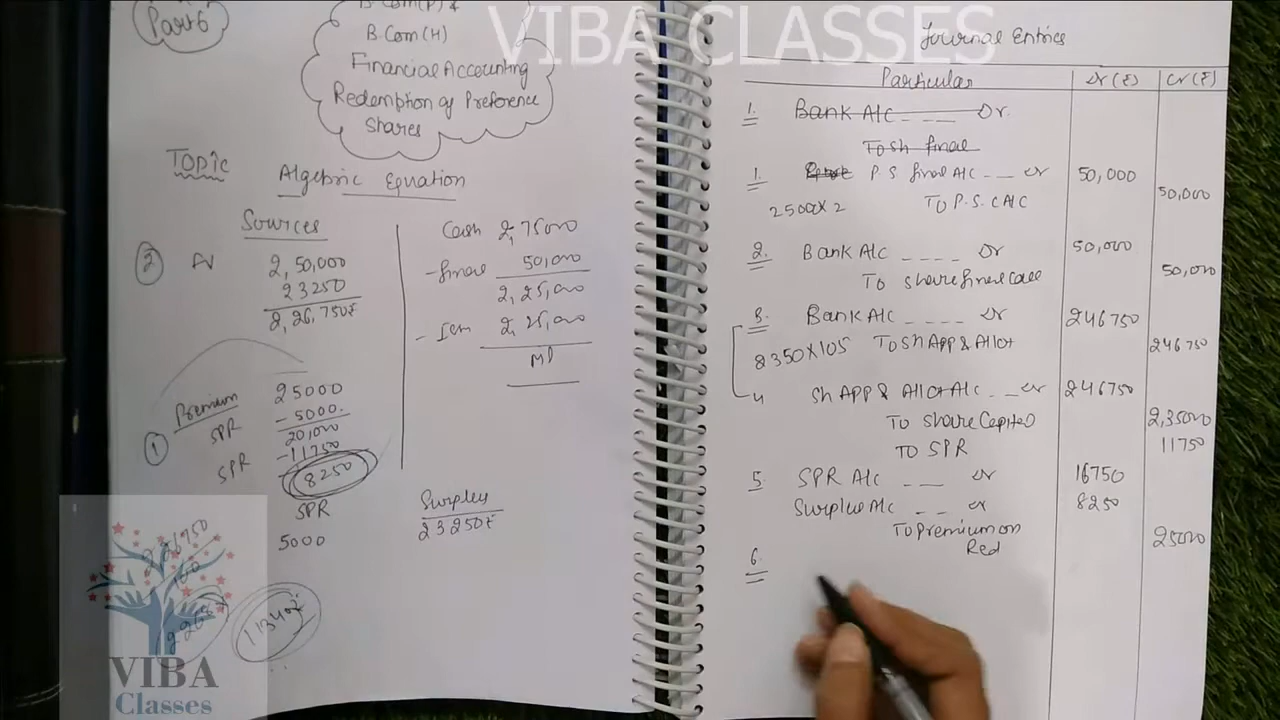 VIBA CLASSES
Part 6
B.Com(P) &
B.Com(H)
Financial Accounting
Redemption of Preference
Shares
TOPIC
Algebric Equation
Sources
2 FV 2,50,000
23250
2,26,750₹
Premium 25000
SPR - 5000
20,000
1 SPR - 11750
8250
SPR
5000
Cash 2,75000
- final 50,000
2,25,000
2,25,000
Surplus
23250₹
226750
11340
VIBA
Classes
Journal Entries
Particular Dr (₹) Cr (₹)
1. Bank A/C _ _ _ Dr.
To sh final
1. P S final A/C _ _ Dr 50,000
2500 X 2 To P.S.C A/C 50,000
2. Bank A/C _ _ _ _ Dr 50,000
To share final call 50,000
3. Bank A/C _ _ _ _ Dr 246750
2350 X 105 To Sh App & Allot 246750
4 Sh App & Allot A/c _ _ Dr 246750
To share Capital 2,35000
To SPR 11750
5. SPR A/c _ _ Dr 16750
Surplus A/c _ _ Dr 8250
To premium on
Red 25000
6.